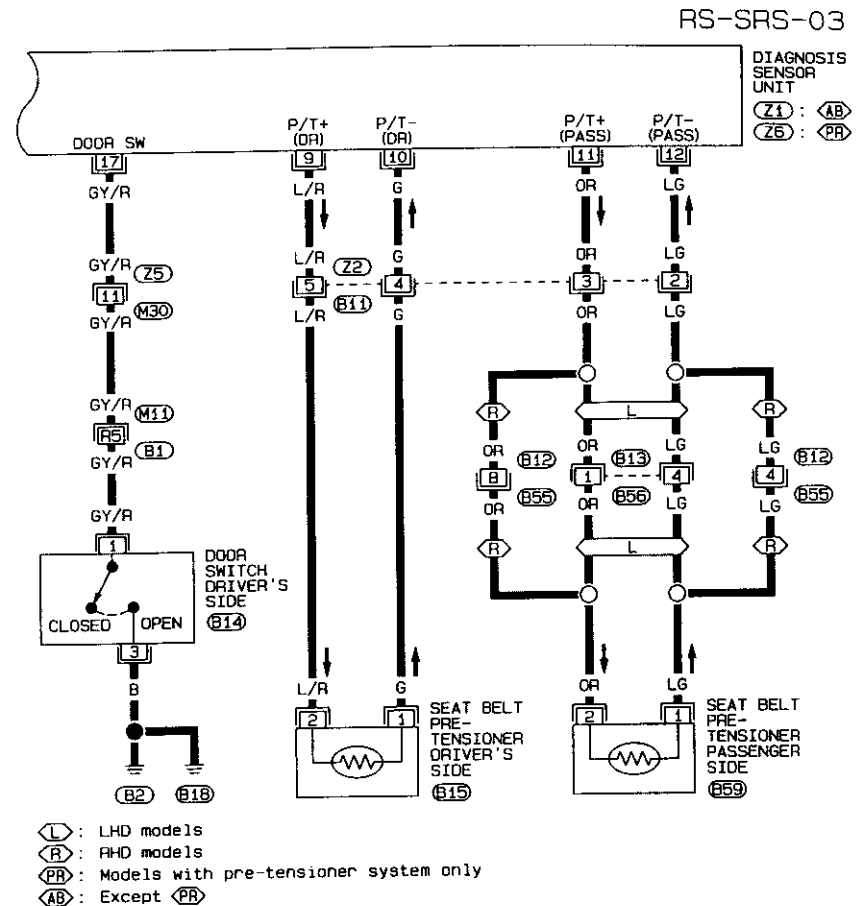 RS-SRS-03
DIAGNOSIS
SENSOR
UNIT
Z1 : AB
Z6 : PR
DOOR SW
P/T+
(DR)
P/T-
(DR)
P/T+
(PASS)
P/T-
(PASS)
17
9
10
11
12
GY/R
L/R
G
OR
LG
GY/R
Z5
L/R
Z2
G
OR
LG
11
5
4
3
2
GY/R
M30
L/R
B11
G
OR
LG
GY/R
M11
R
L
R
R5
OR
B12
OR
B13
LG
LG
B12
GY/R
B1
8
1
4
4
OR
B55
OR
B56
LG
LG
B55
GY/R
R
L
R
1
DOOR
SWITCH
DRIVER'S
SIDE
B14
CLOSED
OPEN
3
B
L/R
G
OR
LG
2
1
SEAT BELT
PRE-
TENSIONER
DRIVER'S
SIDE
B15
2
1
SEAT BELT
PRE-
TENSIONER
PASSENGER
SIDE
B59
B2
B18
L : LHD models
R : RHD models
PR : Models with pre-tensioner system only
AB : Except PR